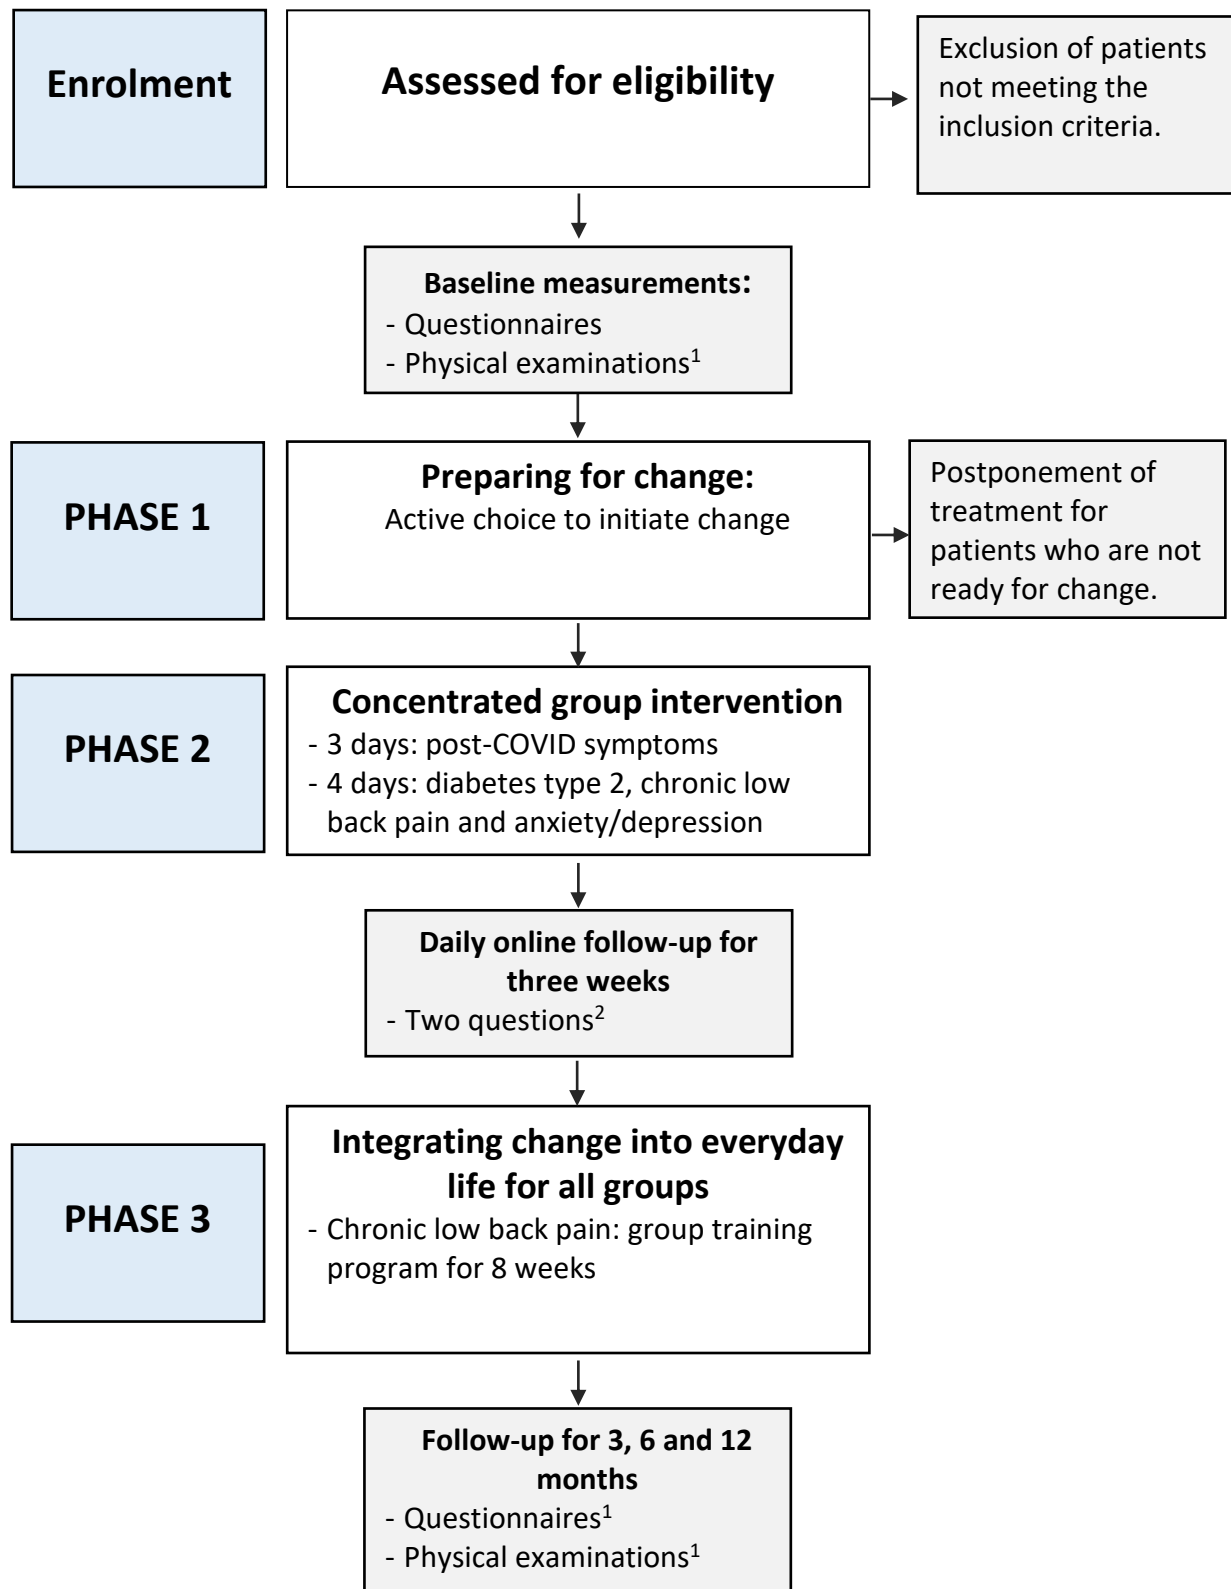 Enrolment
Assessed for eligibility
Exclusion of patients
not meeting the
inclusion criteria.
Baseline measurements:
- Questionnaires
- Physical examinations¹
PHASE 1
Preparing for change:
Active choice to initiate change
Postponement of
treatment for
patients who are not
ready for change.
PHASE 2
Concentrated group intervention
- 3 days: post-COVID symptoms
- 4 days: diabetes type 2, chronic low
back pain and anxiety/depression
Daily online follow-up for
three weeks
- Two questions²
PHASE 3
Integrating change into everyday
life for all groups
- Chronic low back pain: group training
program for 8 weeks
Follow-up for 3, 6 and 12
months
- Questionnaires¹
- Physical examinations¹